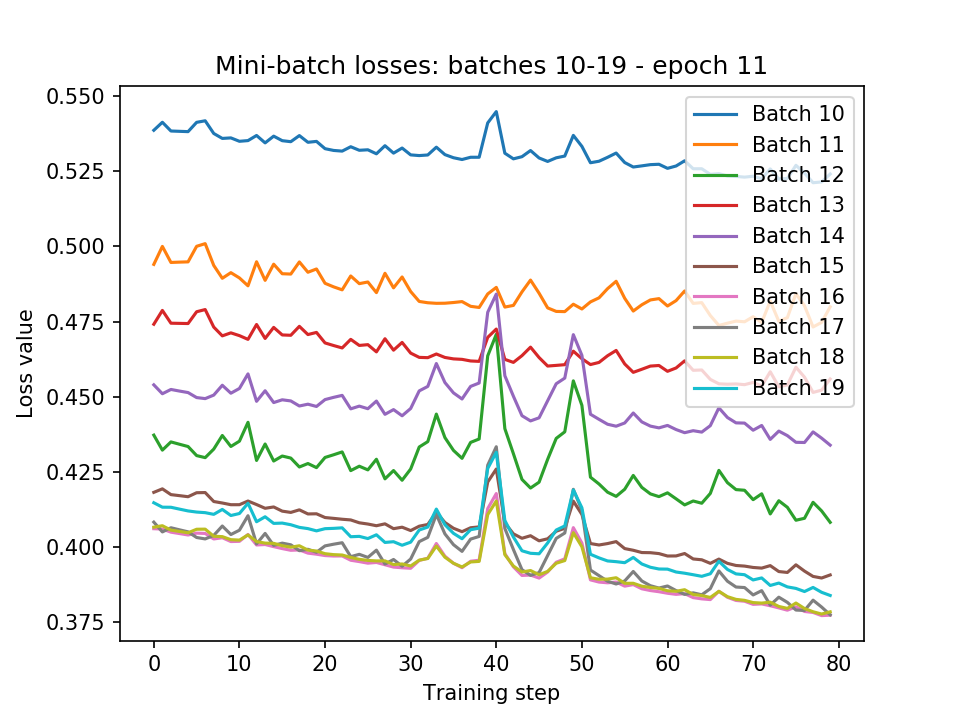 Mini-batch losses: batches 10-19 - epoch 11
0.550
0.525
0.500
0.475
0.450
0.425
0.400
0.375
Loss value
0 10 20 30 40 50 60 70 80
Training step
Batch 10
Batch 11
Batch 12
Batch 13
Batch 14
Batch 15
Batch 16
Batch 17
Batch 18
Batch 19